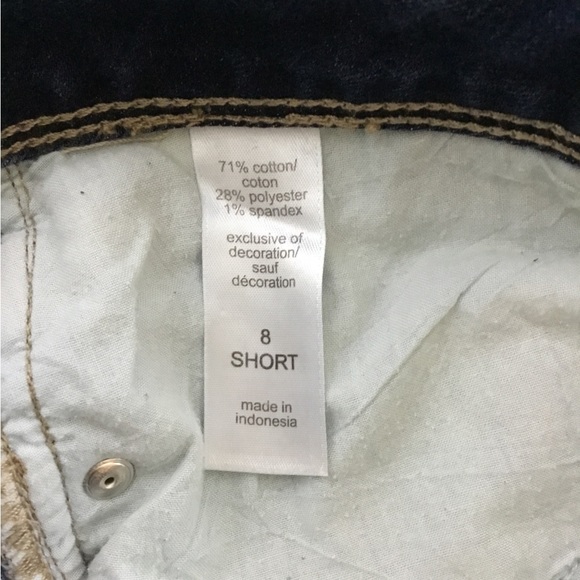 71% cotton/
coton
28% polyester
1% spandex
exclusive of
decoration/
sauf
décoration
8
SHORT
made in
indonesia